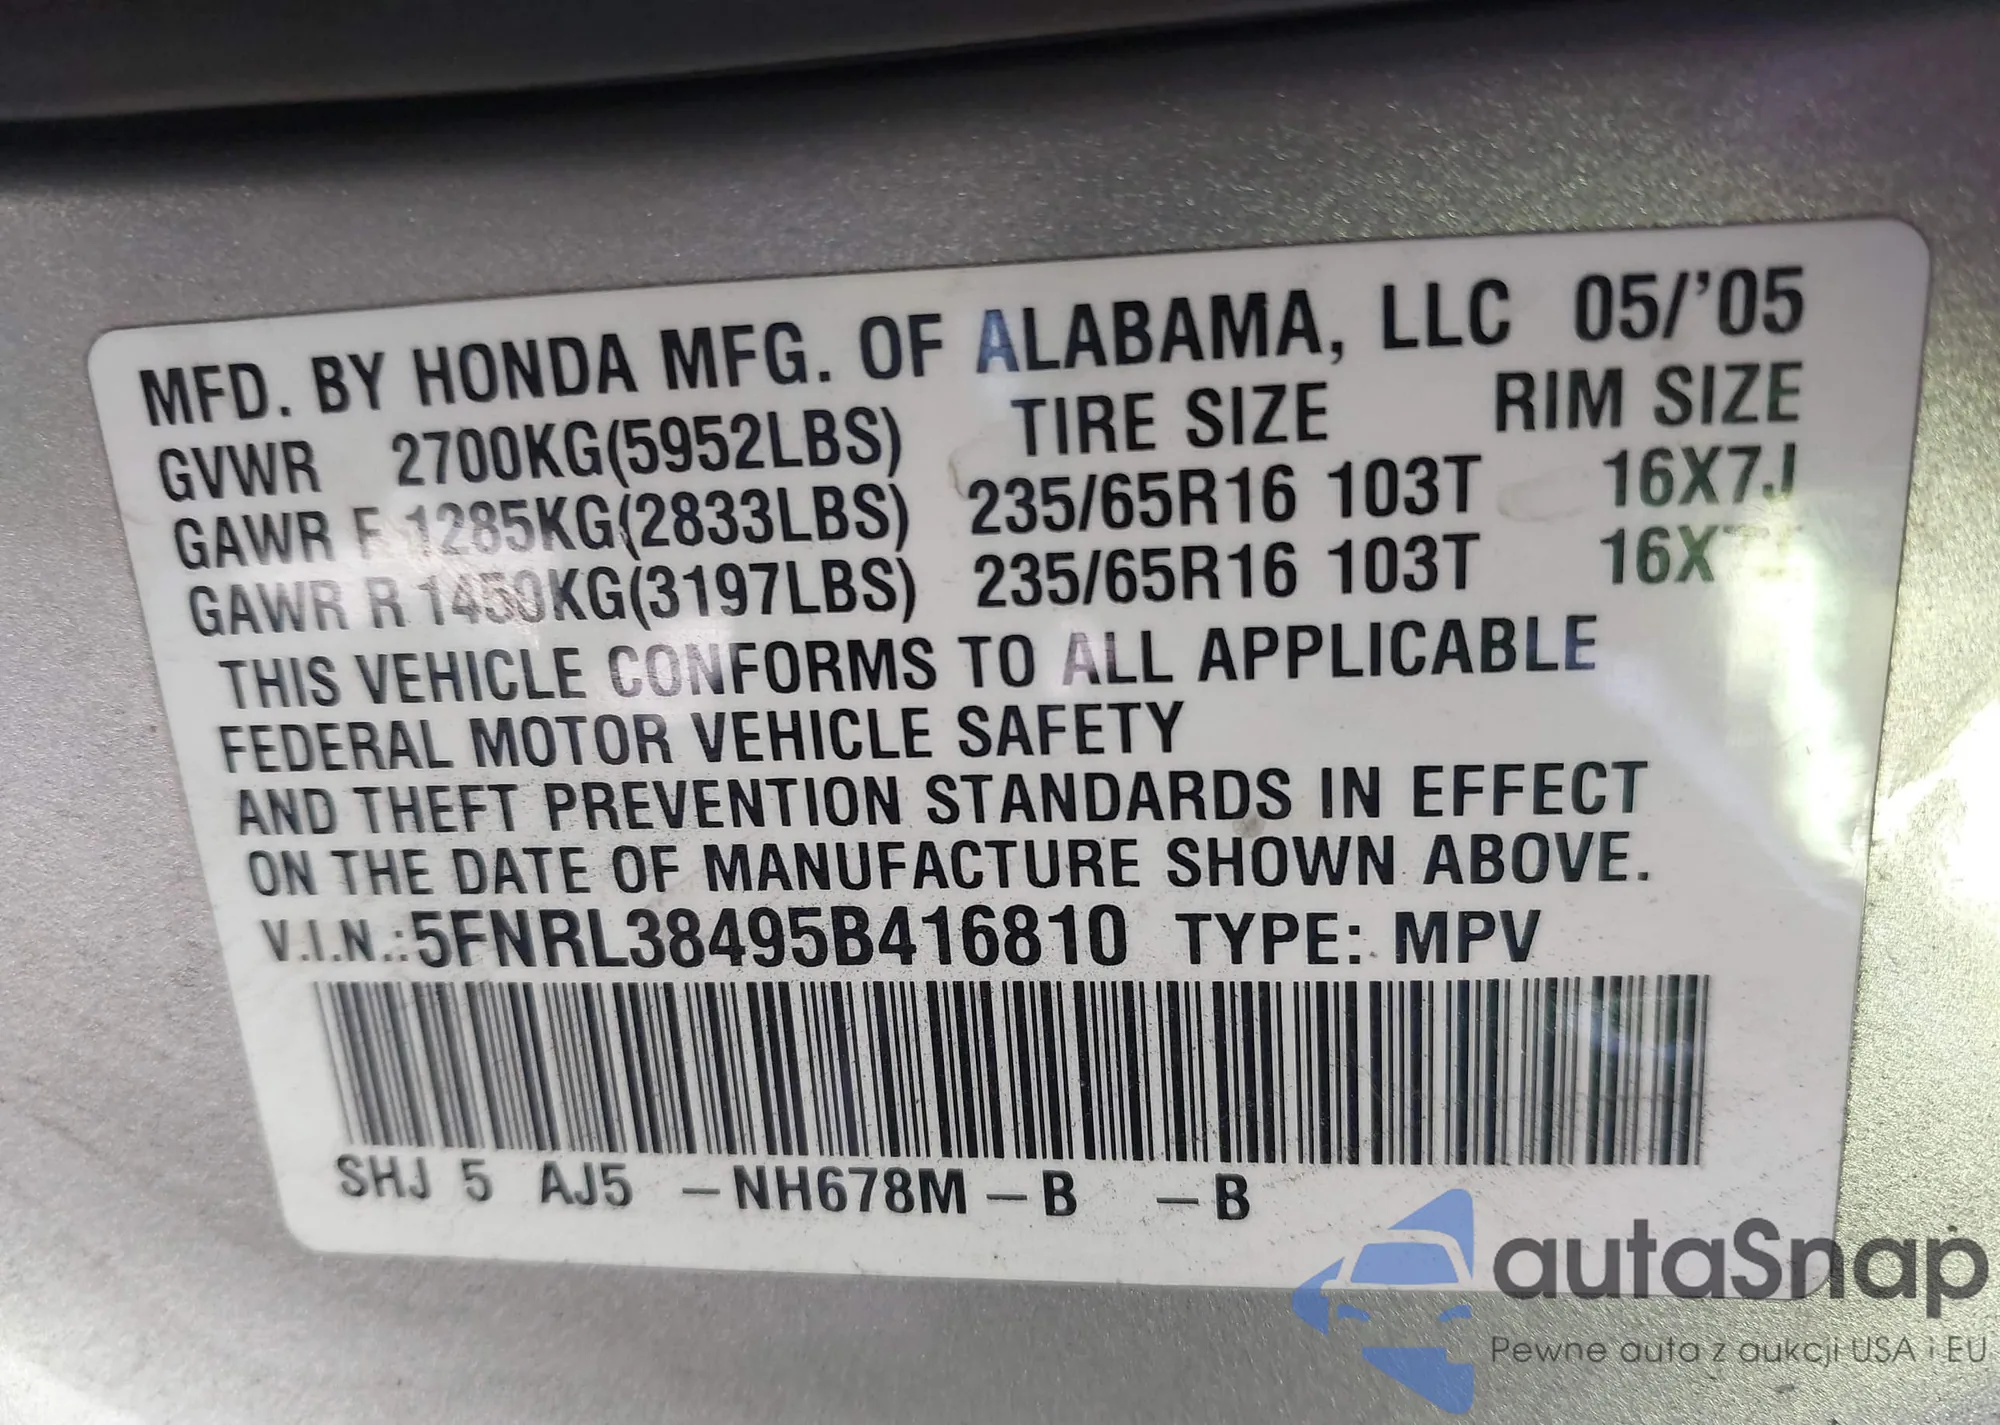 MFD. BY HONDA MFG. OF ALABAMA, LLC 05/'05
GVWR 2700KG(5952LBS) TIRE SIZE RIM SIZE
GAWR F 1285KG(2833LBS) 235/65R16 103T 16X7J
GAWR R 1450KG(3197LBS) 235/65R16 103T
THIS VEHICLE CONFORMS TO ALL APPLICABLE
FEDERAL MOTOR VEHICLE SAFETY
AND THEFT PREVENTION STANDARDS IN EFFECT
ON THE DATE OF MANUFACTURE SHOWN ABOVE.
V.I.N.:5FNRL38495B416810 TYPE: MPV
SHJ 5 AJ5 -NH678M-B -B
autaSnap
Pewne auta z aukcji USA i EU